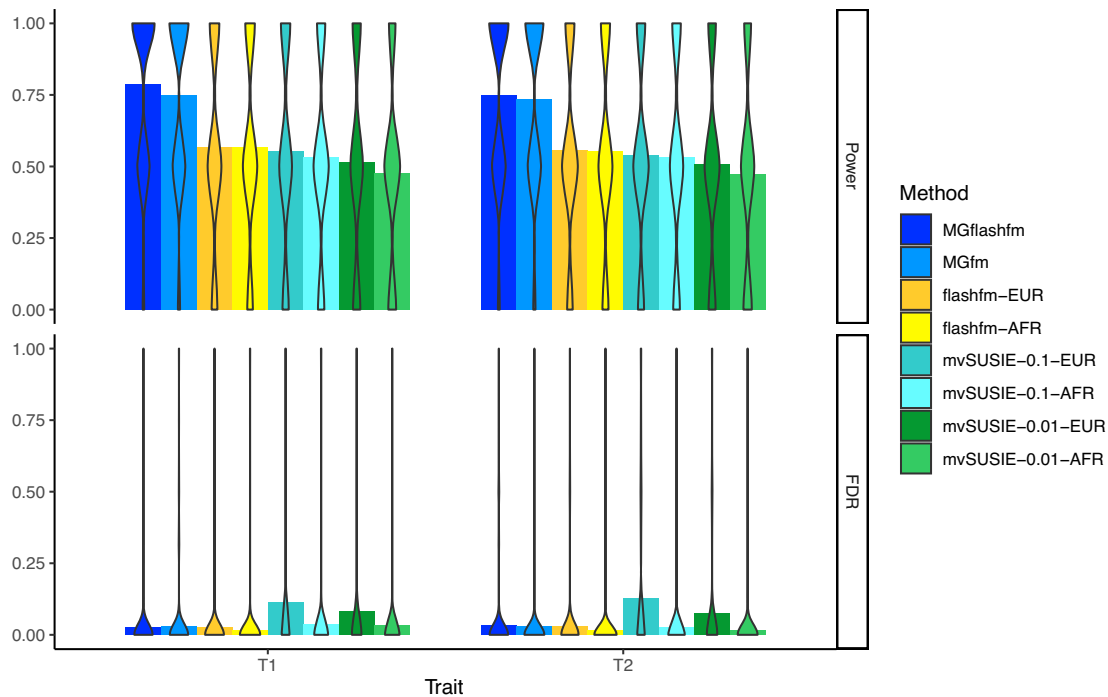 1.00
0.75
0.50
0.25
0.00
Power
1.00
0.75
0.50
0.25
0.00
FDR
T1
T2
Trait
Method
MGflashfm
MGfm
flashfm−EUR
flashfm−AFR
mvSUSIE−0.1−EUR
mvSUSIE−0.1−AFR
mvSUSIE−0.01−EUR
mvSUSIE−0.01−AFR